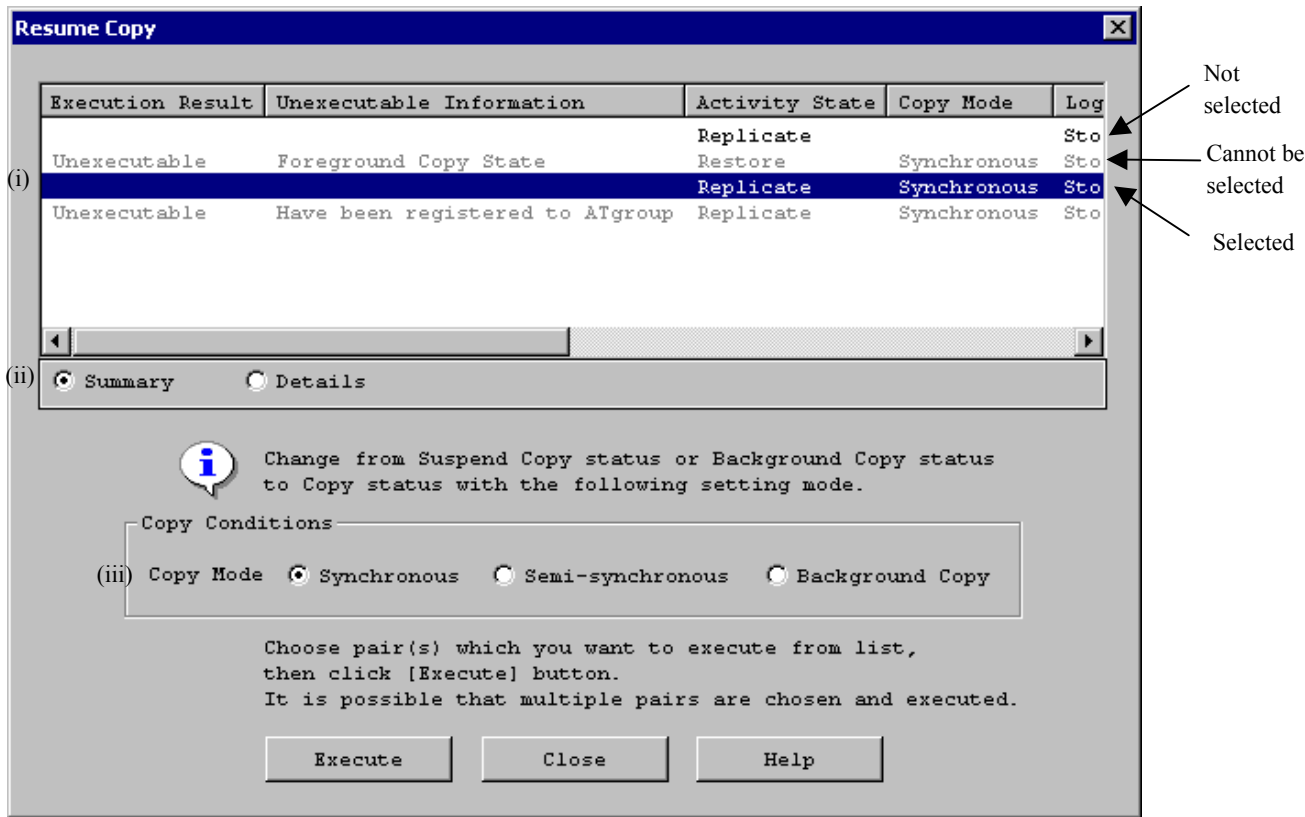 Resume Copy
Execution Result Unexecutable Information Activity State Copy Mode Log
Replicate Sto
Unexecutable Foreground Copy State Restore Synchronous Sto
Replicate Synchronous Sto
Unexecutable Have been registered to ATgroup Replicate Synchronous Sto
Not
selected
Cannot be
selected
Selected
(i)
(ii) Summary Details
Change from Suspend Copy status or Background Copy status
to Copy status with the following setting mode.
Copy Conditions
(iii) Copy Mode Synchronous Semi-synchronous Background Copy
Choose pair(s) which you want to execute from list,
then click [Execute] button.
It is possible that multiple pairs are chosen and executed.
Execute Close Help